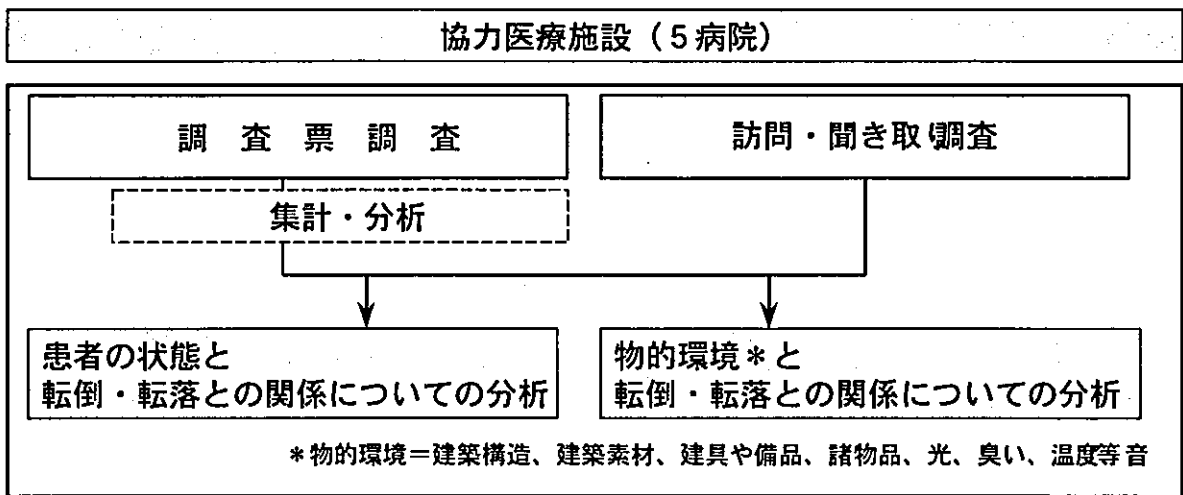 協力医療施設（5病院）
調査票調査
訪問・聞き取り調査
集計・分析
患者の状態と
転倒・転落との関係についての分析
物的環境＊と
転倒・転落との関係についての分析
＊物的環境＝建築構造、建築素材、建具や備品、諸物品、光、臭い、温度等音